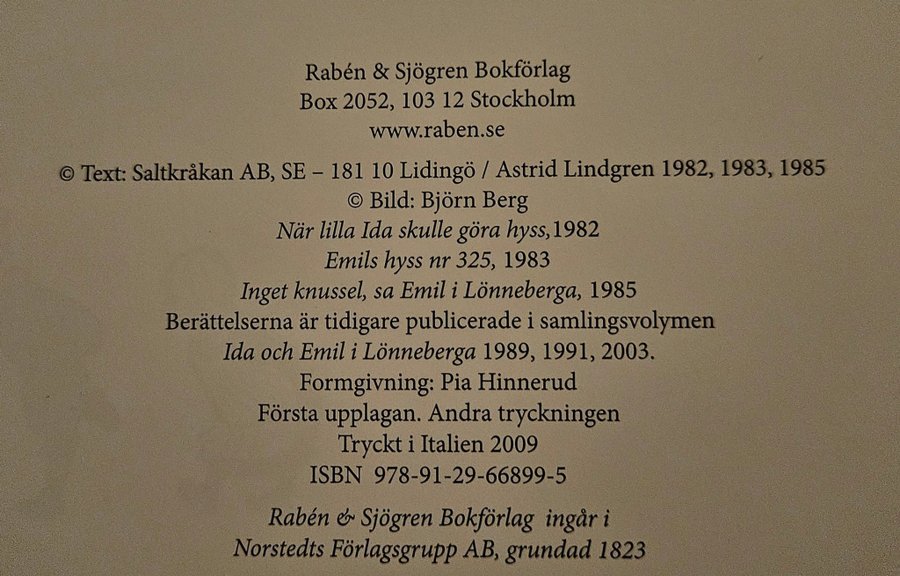 Rabén & Sjögren Bokförlag
Box 2052, 103 12 Stockholm
www.raben.se
© Text: Saltkråkan AB, SE – 181 10 Lidingö / Astrid Lindgren 1982, 1983, 1985
© Bild: Björn Berg
När lilla Ida skulle göra hyss,1982
Emils hyss nr 325, 1983
Inget knussel, sa Emil i Lönneberga, 1985
Berättelserna är tidigare publicerade i samlingsvolymen
Ida och Emil i Lönneberga 1989, 1991, 2003.
Formgivning: Pia Hinnerud
Första upplagan. Andra tryckningen
Tryckt i Italien 2009
ISBN 978-91-29-66899-5
Rabén & Sjögren Bokförlag ingår i
Norstedts Förlagsgrupp AB, grundad 1823